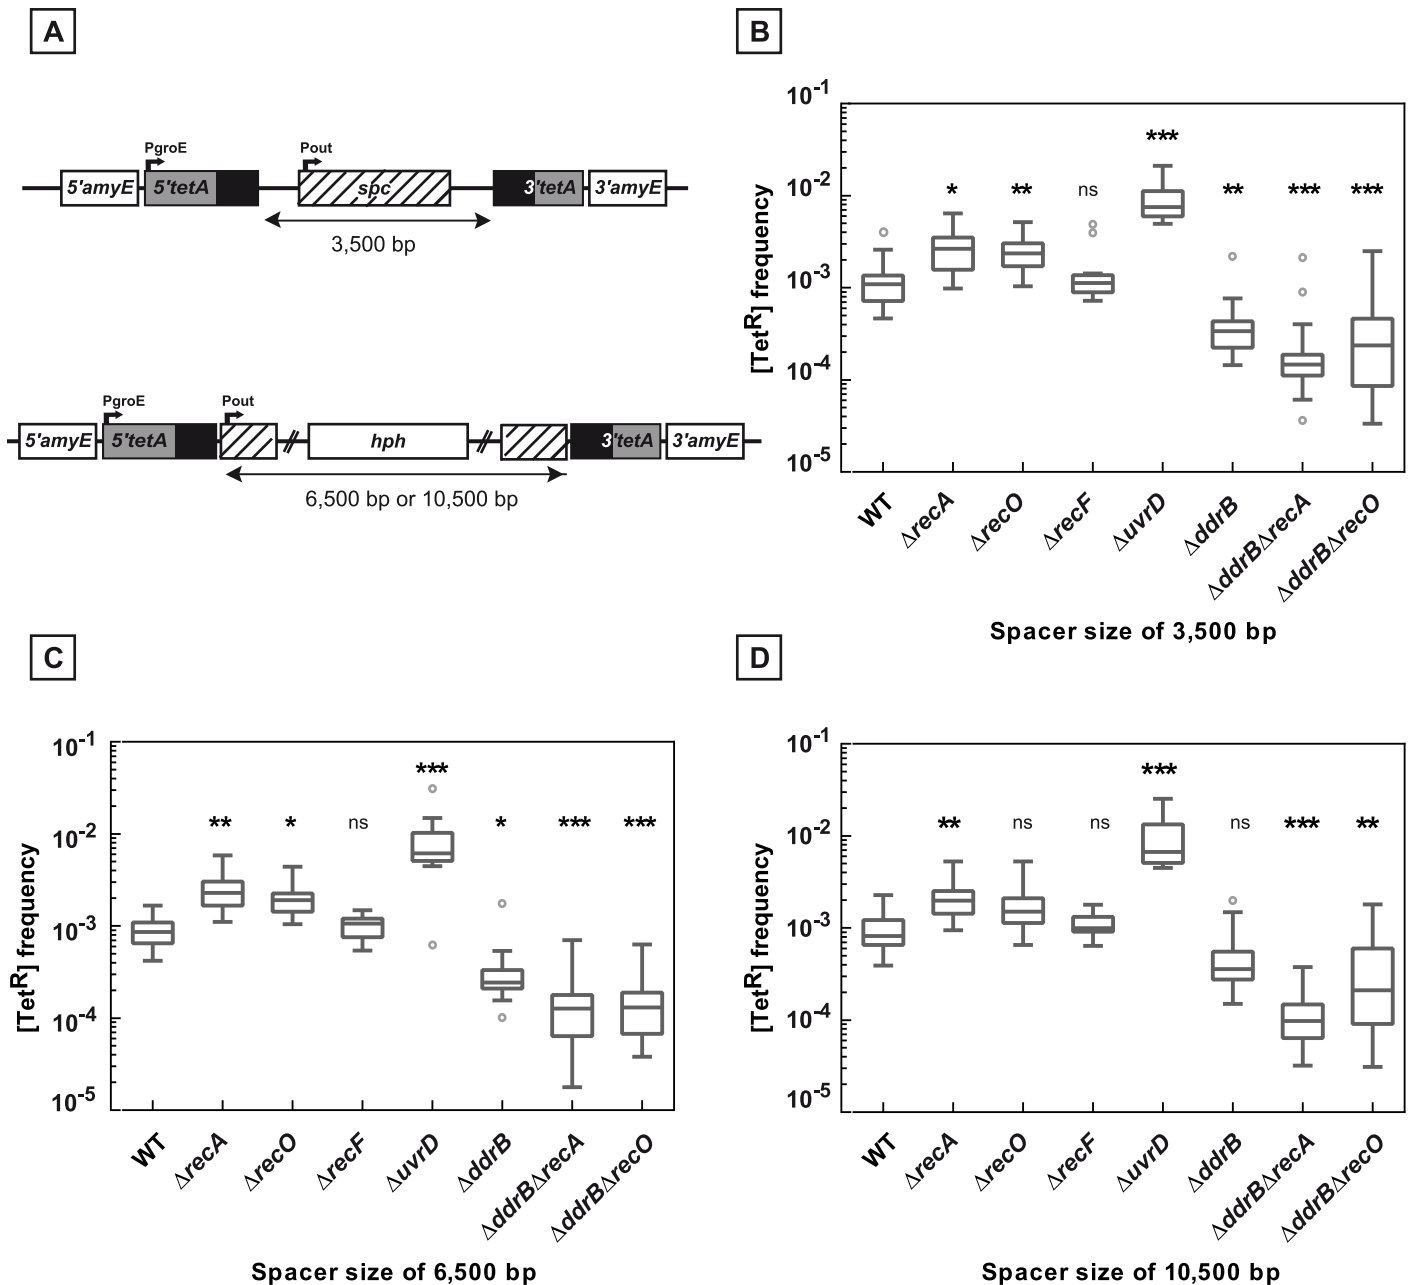 A
PgroE Pout
5'amyE 5'tetA spc 3'tetA 3'amyE
3,500 bp
PgroE Pout
5'amyE 5'tetA hph 3'tetA 3'amyE
6,500 bp or 10,500 bp
B
[TetR] frequency
10-1
10-2
10-3
10-4
10-5
* ** ns *** ** *** ***
WT ΔrecA ΔrecO ΔrecF ΔuvrD ΔddrB ΔddrBΔrecA ΔddrBΔrecO
Spacer size of 3,500 bp
C
[TetR] frequency
10-1
10-2
10-3
10-4
10-5
** * ns *** * *** ***
WT ΔrecA ΔrecO ΔrecF ΔuvrD ΔddrB ΔddrBΔrecA ΔddrBΔrecO
Spacer size of 6,500 bp
D
[TetR] frequency
10-1
10-2
10-3
10-4
10-5
** ns ns *** ns *** **
WT ΔrecA ΔrecO ΔrecF ΔuvrD ΔddrB ΔddrBΔrecA ΔddrBΔrecO
Spacer size of 10,500 bp